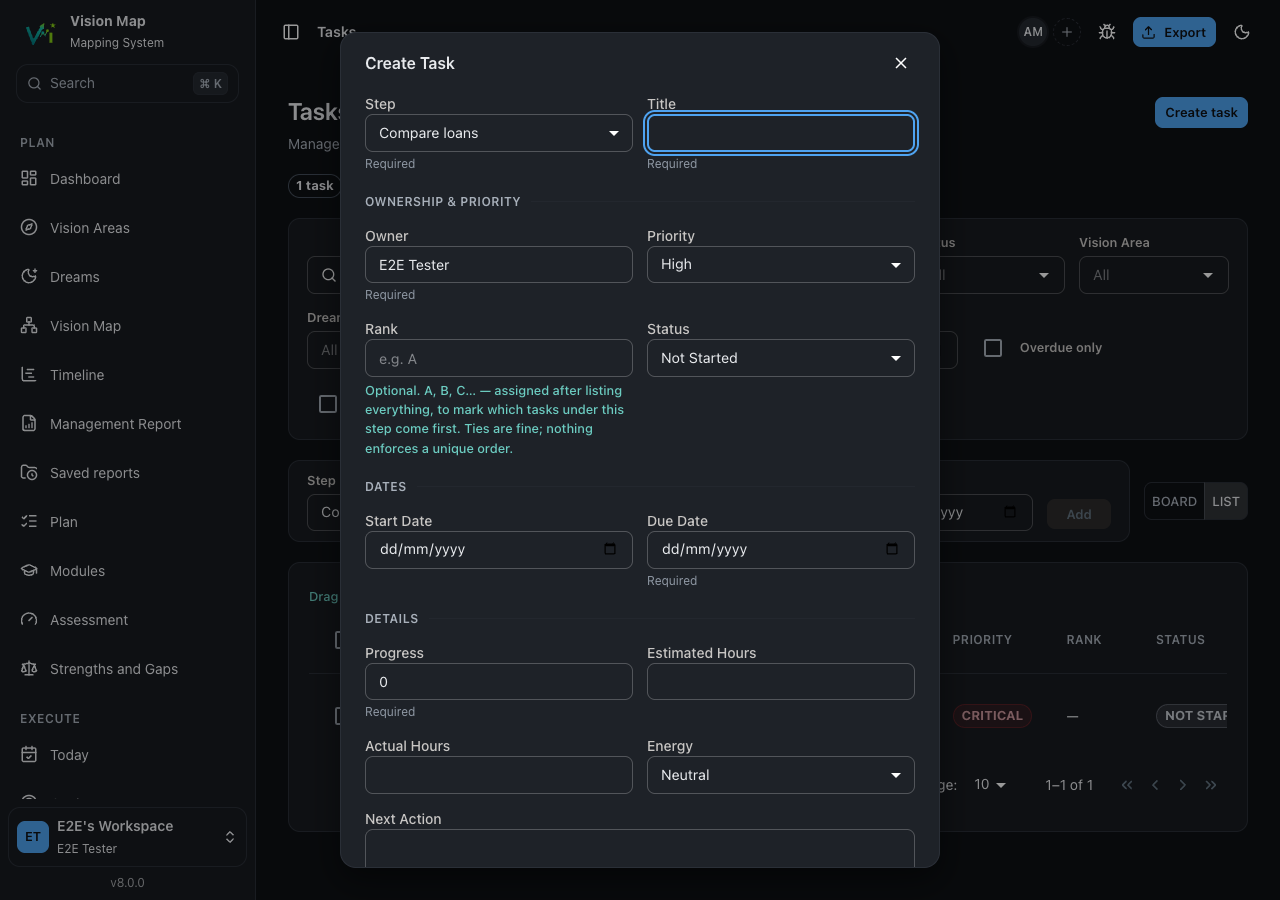 Vision Map
Mapping System
Search
⌘ K
PLAN
Dashboard
Vision Areas
Dreams
Vision Map
Timeline
Management Report
Saved reports
Plan
Modules
Assessment
Strengths and Gaps
EXECUTE
Today
ET
E2E's Workspace
E2E Tester
v8.0.0
Tasks
AM
Export
Tasks
Create task
Manage
1 task
Vision Area
All
All
Overdue only
Step
BOARD
LIST
Add
Drag
PRIORITY
RANK
STATUS
CRITICAL
—
10
1–1 of 1
Create Task
Step
Title
Compare loans
Required
Required
OWNERSHIP & PRIORITY
Owner
Priority
E2E Tester
High
Required
Rank
Status
e.g. A
Not Started
Optional. A, B, C… — assigned after listing
everything, to mark which tasks under this
step come first. Ties are fine; nothing
enforces a unique order.
DATES
Start Date
Due Date
dd/mm/yyyy
dd/mm/yyyy
Required
DETAILS
Progress
Estimated Hours
0
Required
Actual Hours
Energy
Neutral
Next Action